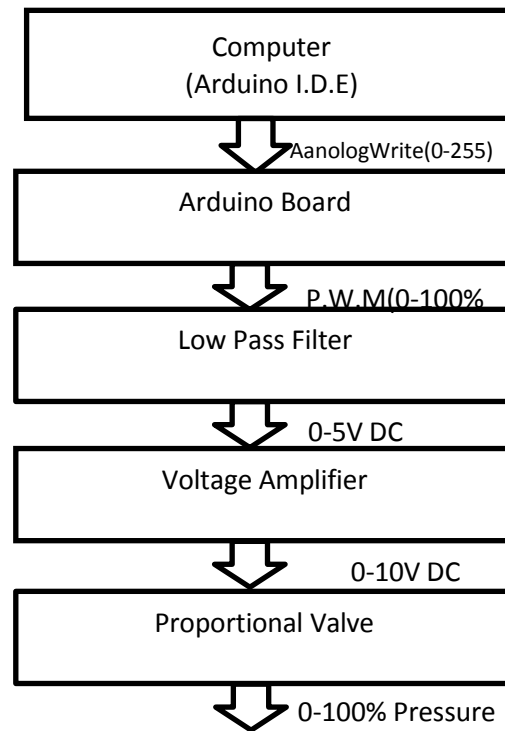 Computer
(Arduino I.D.E)
AanologWrite(0-255)
Arduino Board
P.W.M(0-100%
Low Pass Filter
0-5V DC
Voltage Amplifier
0-10V DC
Proportional Valve
0-100% Pressure